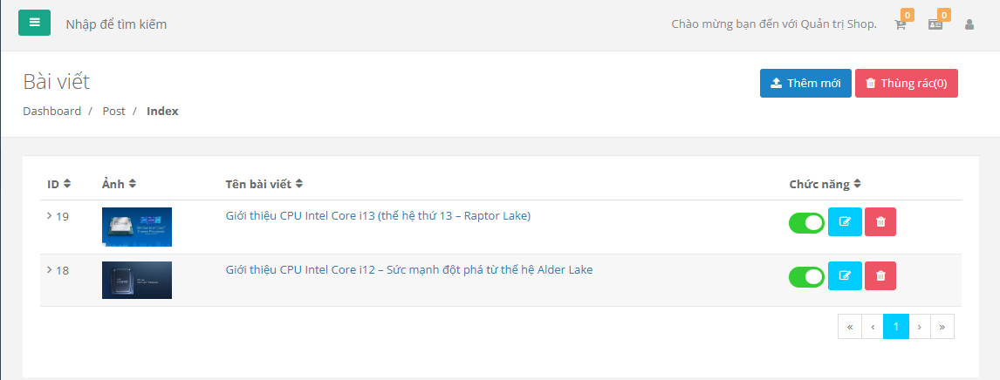 Nhập để tìm kiếm
Chào mừng bạn đến với Quản trị Shop.
0
0
Bài viết
Thêm mới
Thùng rác(0)
Dashboard / Post / Index
ID Ảnh Tên bài viết Chức năng
19 Giới thiệu CPU Intel Core i13 (thế hệ thứ 13 – Raptor Lake)
18 Giới thiệu CPU Intel Core i12 – Sức mạnh đột phá từ thế hệ Alder Lake
« ‹ 1 › »